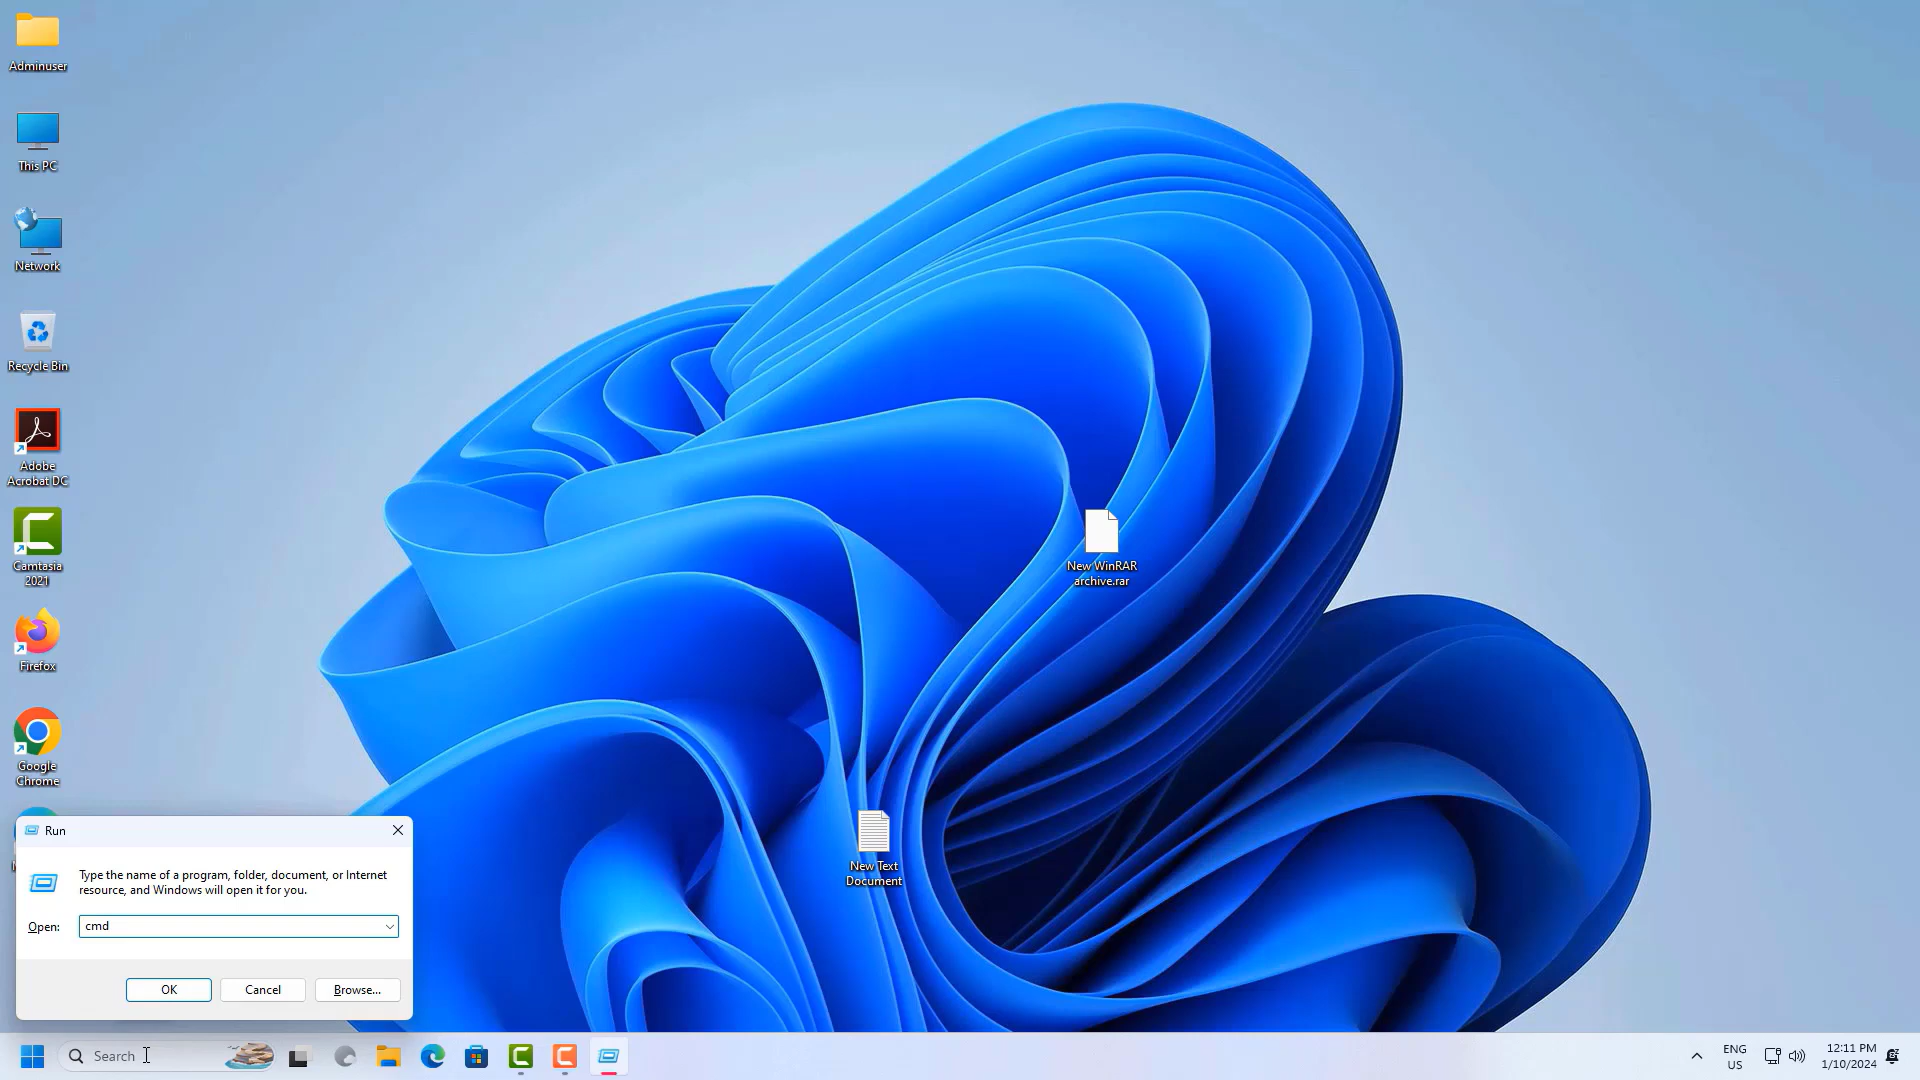 Adminuser
This PC
Network
Recycle Bin
Adobe
Acrobat DC
Camtasia
2021
Firefox
Google
Chrome
New WinRAR
archive.rar
New Text
Document
Run
Type the name of a program, folder, document, or Internet
resource, and Windows will open it for you.
Open: cmd
OK Cancel Browse...
Search
ENG
US
12:11 PM
1/10/2024